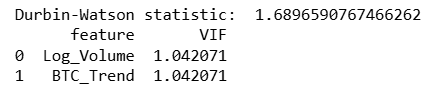 Durbin-Watson statistic:  1.6896590767466262
      feature       VIF
0  Log_Volume  1.042071
1   BTC_Trend  1.042071